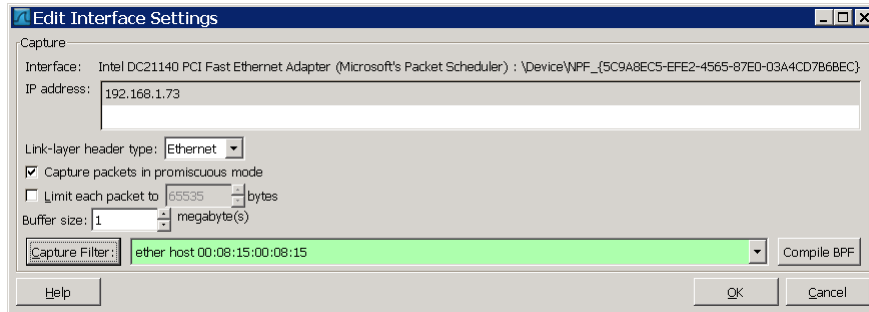 Edit Interface Settings
Capture
Interface: Intel DC21140 PCI Fast Ethernet Adapter (Microsoft's Packet Scheduler) : \Device\NPF_{5C9A8EC5-EFE2-4565-87E0-03A4CD7B6BEC}
IP address: 192.168.1.73
Link-layer header type: Ethernet
Capture packets in promiscuous mode
Limit each packet to 65535 bytes
Buffer size: 1 megabyte(s)
Capture Filter: ether host 00:08:15:00:08:15 Compile BPF
Help OK Cancel